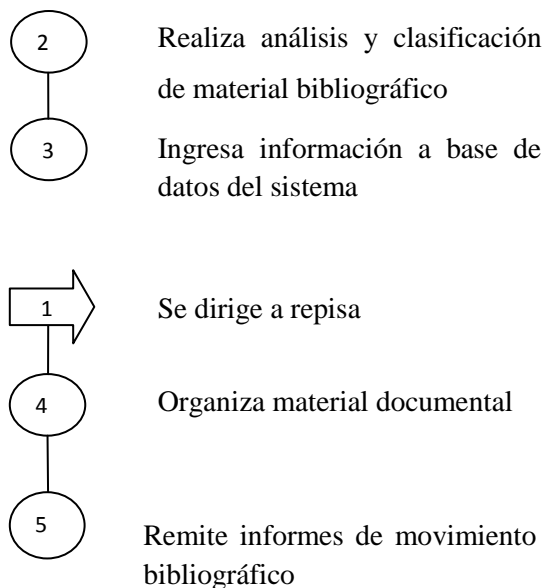 2
Realiza análisis y clasificación
de material bibliográfico
3
Ingresa información a base de
datos del sistema
1
Se dirige a repisa
4
Organiza material documental
5
Remite informes de movimiento
bibliográfico